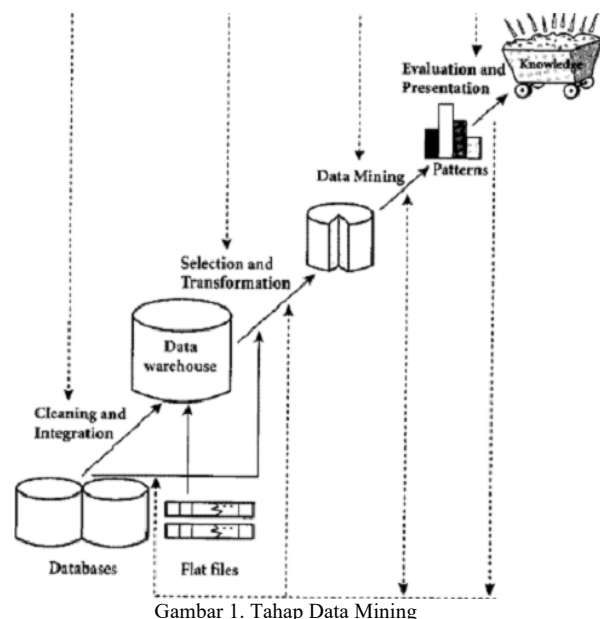 Evaluation and
Presentation
Knowledge
Patterns
Data Mining
Selection and
Transformation
Data
warehouse
Cleaning and
Integration
Databases
Flat files
Gambar 1. Tahap Data Mining